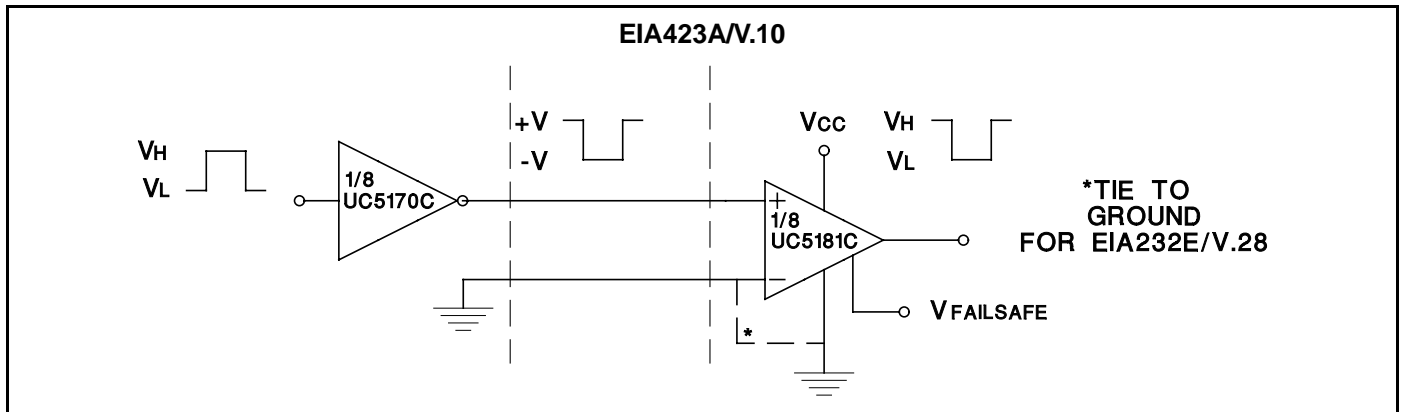 EIA423A/V.10
VH
VL
1/8
UC5170C
+V
-V
VCC
VH
VL
+
1/8
UC5181C
-
*TIE TO
GROUND
FOR EIA232E/V.28
VFAILSAFE
*